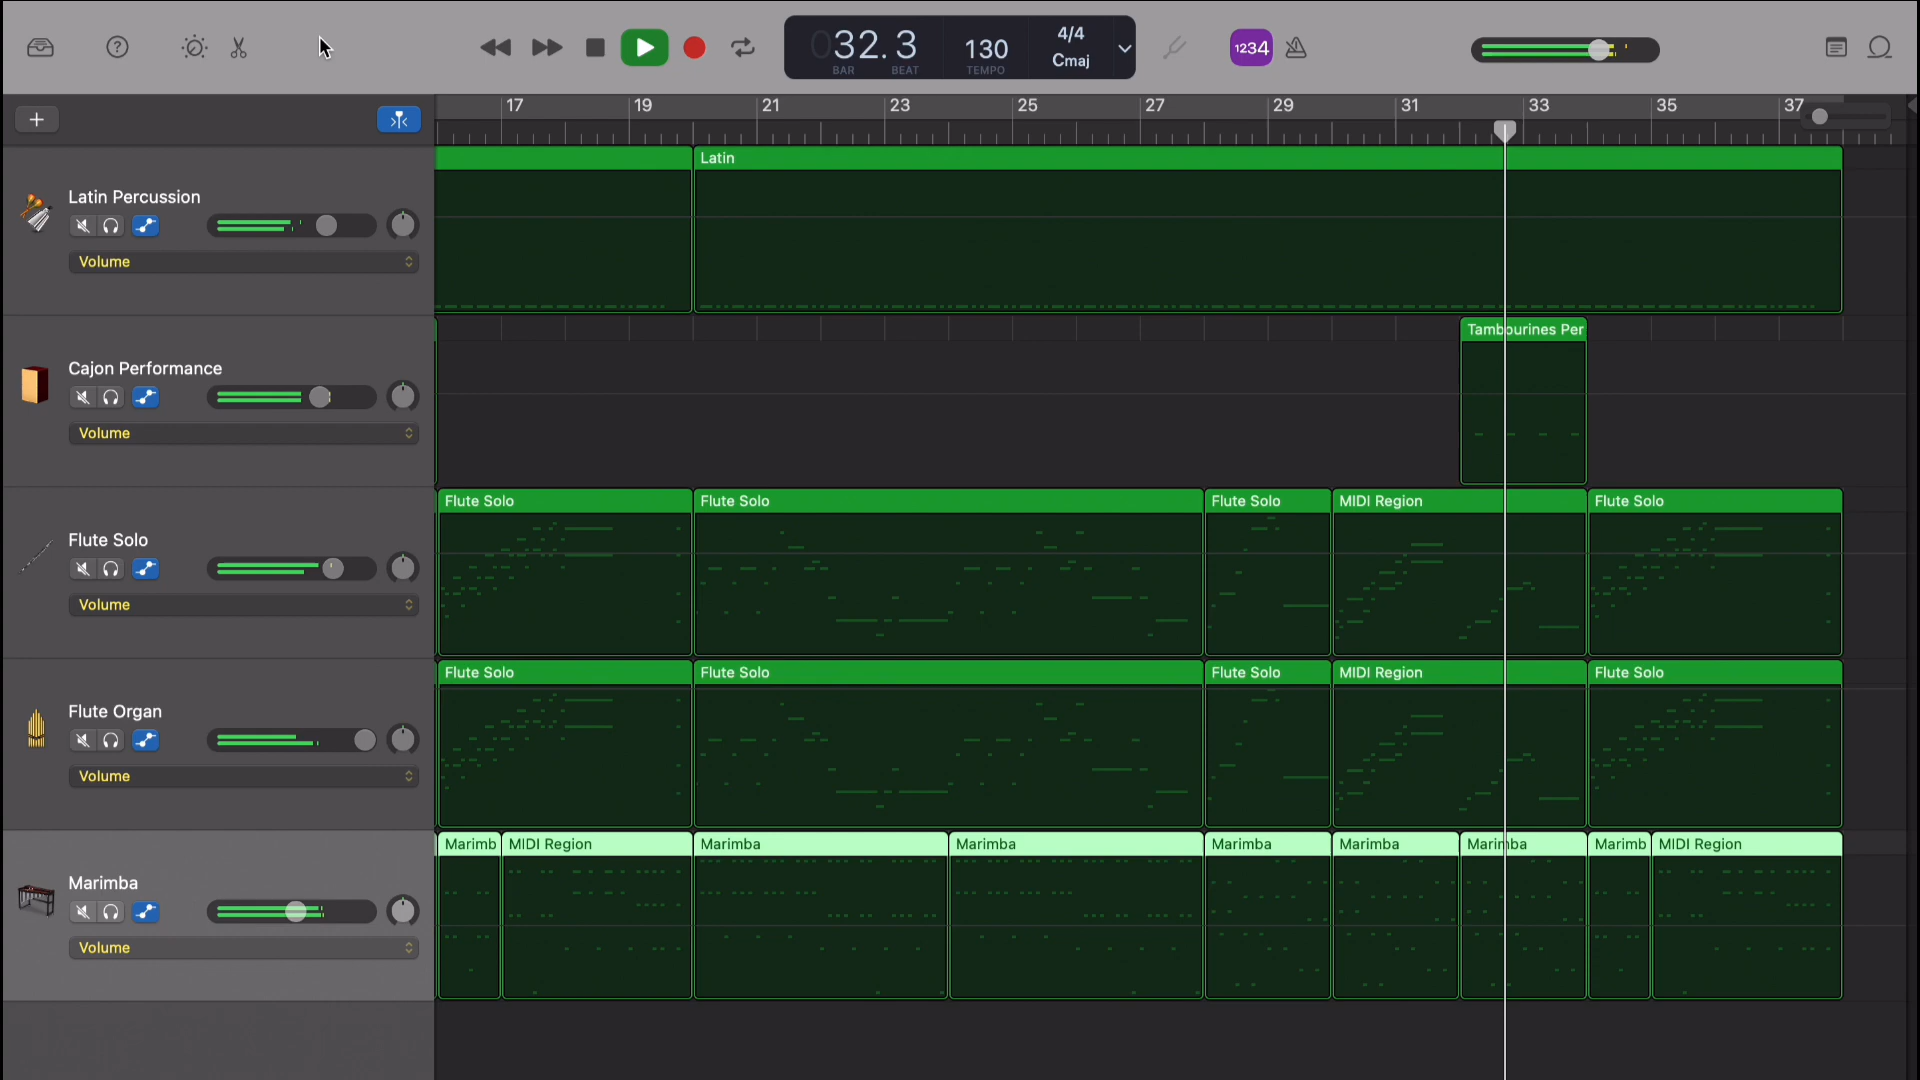 032.3
BAR BEAT
130
TEMPO
4/4
Cmaj
1234
17 19 21 23 25 27 29 31 33 35 37
Latin
Latin Percussion
Volume
Tambourines Per
Cajon Performance
Volume
Flute Solo Flute Solo Flute Solo MIDI Region Flute Solo
Flute Solo
Volume
Flute Solo Flute Solo Flute Solo MIDI Region Flute Solo
Flute Organ
Volume
Marimb MIDI Region Marimba Marimba Marimba Marimba Marimba Marimb MIDI Region
Marimba
Volume